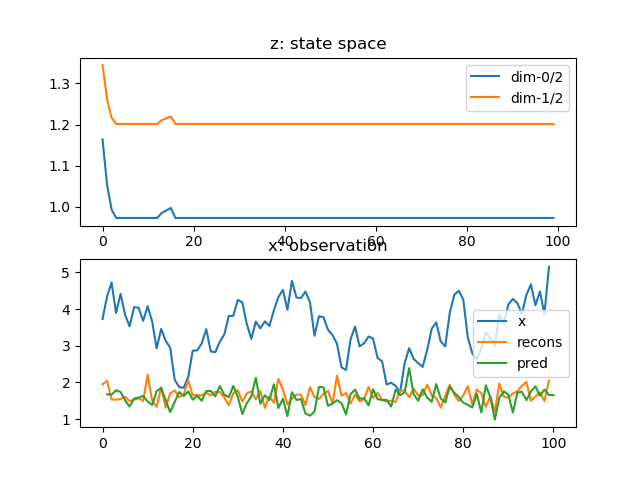 z: state space
1.3
1.2
1.1
1.0
dim-0/2
dim-1/2
0 20 40 60 80 100
x: observation
5
4
3
2
1
x
recons
pred
0 20 40 60 80 100